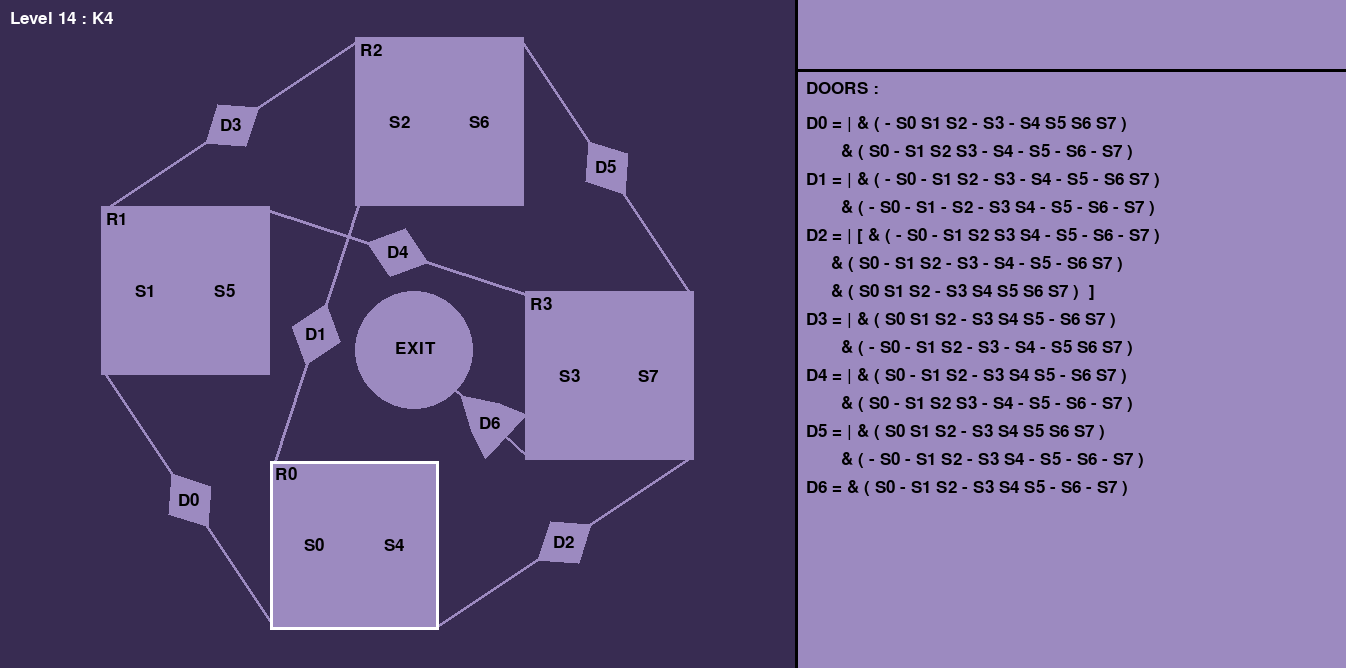 Level 14 : K4
R2
S2 S6
D3
D5
R1
S1 S5
D4
D1
EXIT
R3
S3 S7
D6
R0
S0 S4
D0
D2
DOORS :
D0 = | & ( - S0 S1 S2 - S3 - S4 S5 S6 S7 )
& ( S0 - S1 S2 S3 - S4 - S5 - S6 - S7 )
D1 = | & ( - S0 - S1 S2 - S3 - S4 - S5 - S6 S7 )
& ( - S0 - S1 - S2 - S3 S4 - S5 - S6 - S7 )
D2 = | [ & ( - S0 - S1 S2 S3 S4 - S5 - S6 - S7 )
& ( S0 - S1 S2 - S3 - S4 - S5 - S6 S7 )
& ( S0 S1 S2 - S3 S4 S5 S6 S7 ) ]
D3 = | & ( S0 S1 S2 - S3 S4 S5 - S6 S7 )
& ( - S0 - S1 S2 - S3 - S4 - S5 S6 S7 )
D4 = | & ( S0 - S1 S2 - S3 S4 S5 - S6 S7 )
& ( S0 - S1 S2 S3 - S4 - S5 - S6 - S7 )
D5 = | & ( S0 S1 S2 - S3 S4 S5 S6 S7 )
& ( - S0 - S1 S2 - S3 S4 - S5 - S6 - S7 )
D6 = & ( S0 - S1 S2 - S3 S4 S5 - S6 - S7 )